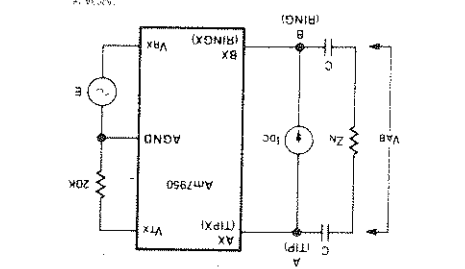 A
(TIP)
C
AX
(TIPX)
VTX
Am7950
20K
VAB
ZN
IDC
AGND
E
C
BX
(RINGX)
VRX
B
(RING)